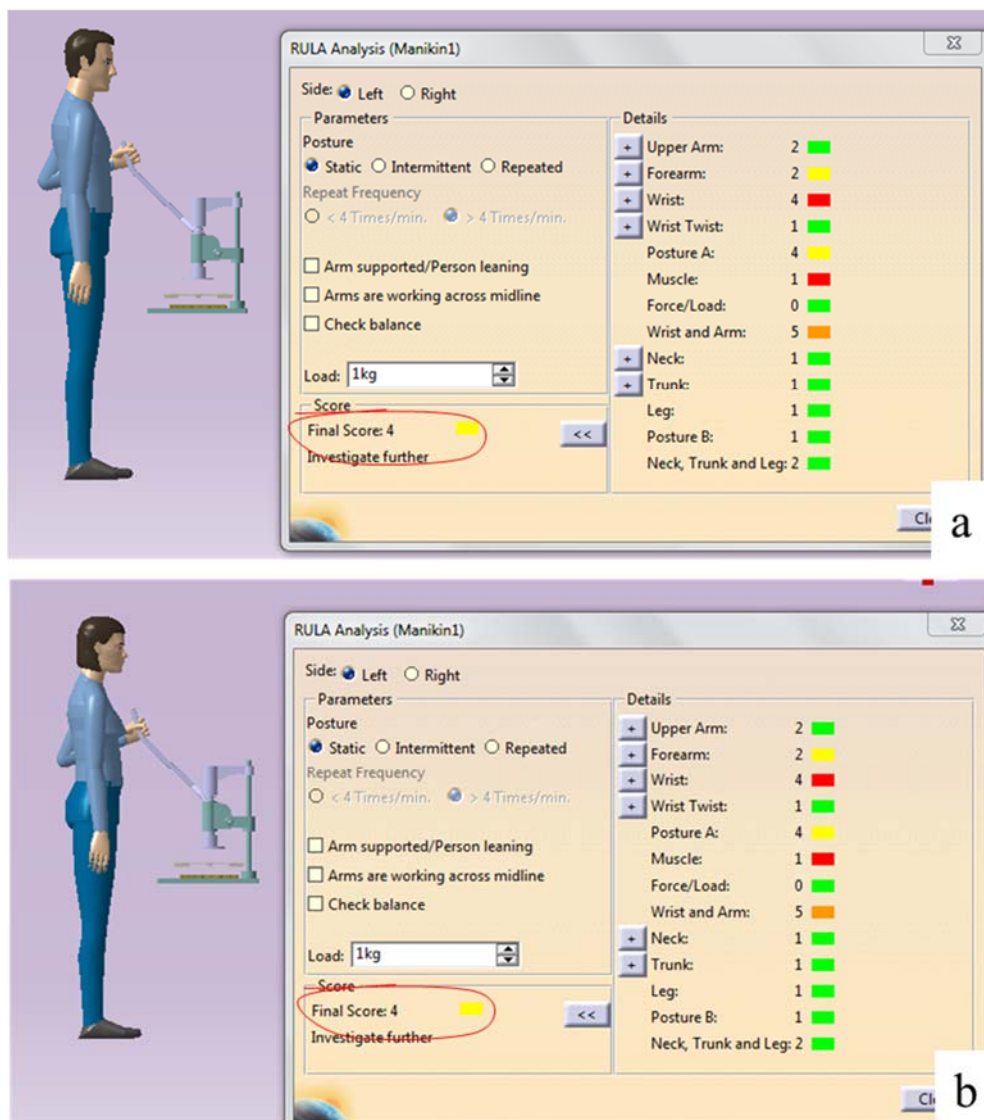 RULA Analysis (Manikin1)
Side: Left Right
Parameters
Posture
Static Intermittent Repeated
Repeat Frequency
< 4 Times/min. > 4 Times/min.
Arm supported/Person leaning
Arms are working across midline
Check balance
Load: 1kg
Score
Final Score: 4
<<
Investigate further
Details
+ Upper Arm: 2
+ Forearm: 2
+ Wrist: 4
+ Wrist Twist: 1
Posture A: 4
Muscle: 1
Force/Load: 0
Wrist and Arm: 5
+ Neck: 1
+ Trunk: 1
Leg: 1
Posture B: 1
Neck, Trunk and Leg: 2
a
RULA Analysis (Manikin1)
Side: Left Right
Parameters
Posture
Static Intermittent Repeated
Repeat Frequency
< 4 Times/min. > 4 Times/min.
Arm supported/Person leaning
Arms are working across midline
Check balance
Load: 1kg
Score
Final Score: 4
<<
Investigate further
Details
+ Upper Arm: 2
+ Forearm: 2
+ Wrist: 4
+ Wrist Twist: 1
Posture A: 4
Muscle: 1
Force/Load: 0
Wrist and Arm: 5
+ Neck: 1
+ Trunk: 1
Leg: 1
Posture B: 1
Neck, Trunk and Leg: 2
b